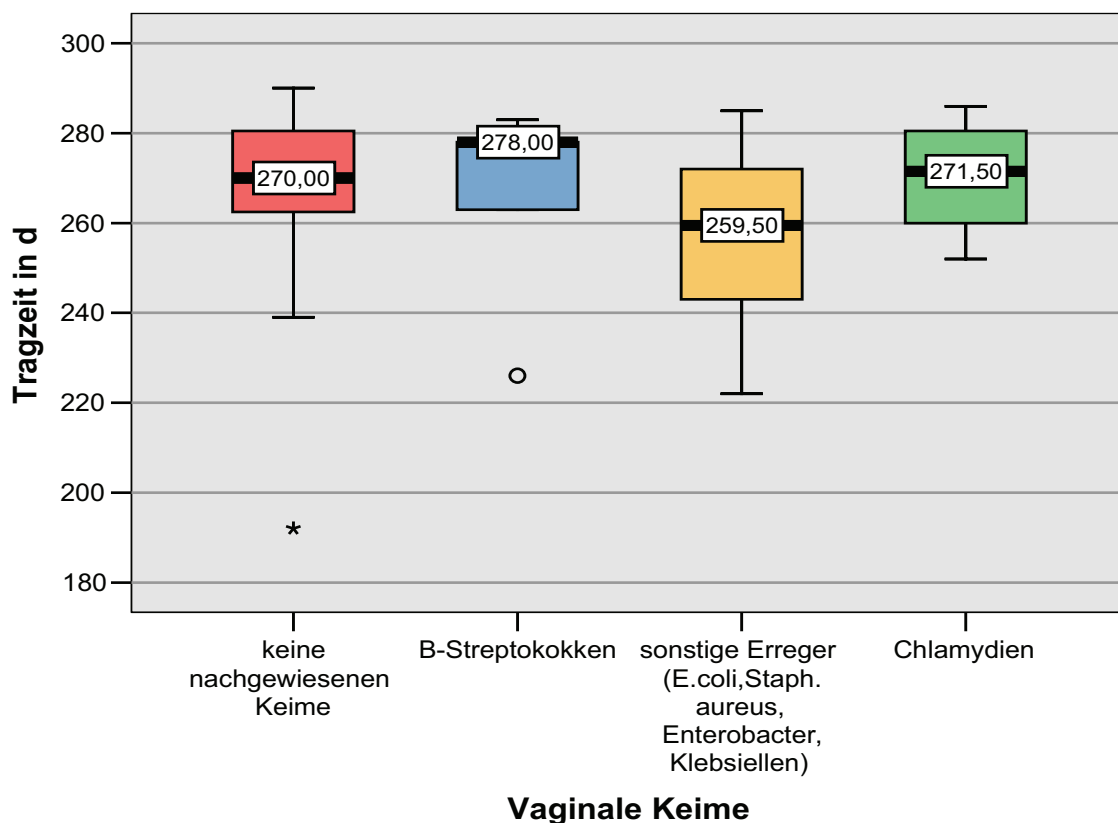 Tragzeit in d
300
280
260
240
220
200
180
270,00
278,00
259,50
271,50
*
keine
nachgewiesenen
Keime
B-Streptokokken
sonstige Erreger
(E.coli,Staph.
aureus,
Enterobacter,
Klebsiellen)
Chlamydien
Vaginale Keime